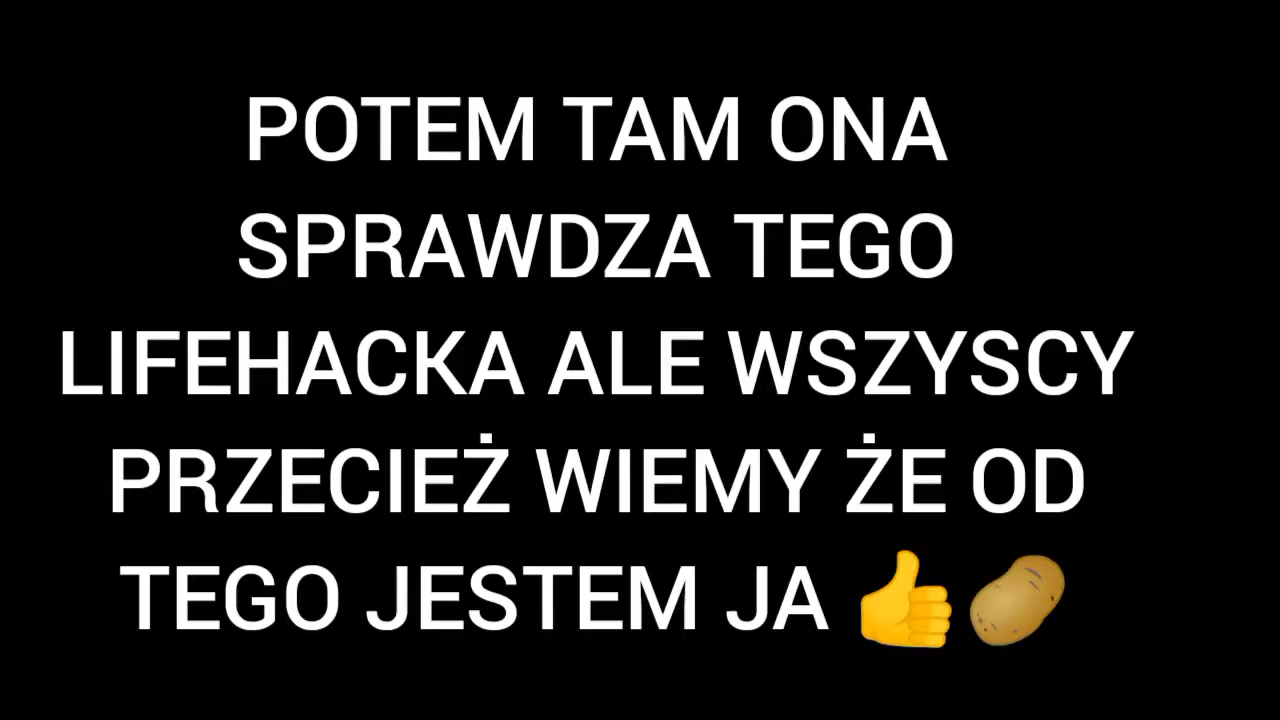 POTEM TAM ONA
SPRAWDZA TEGO
LIFEHACKA ALE WSZYSCY
PRZECIEŻ WIEMY ŻE OD
TEGO JESTEM JA 👍🥔